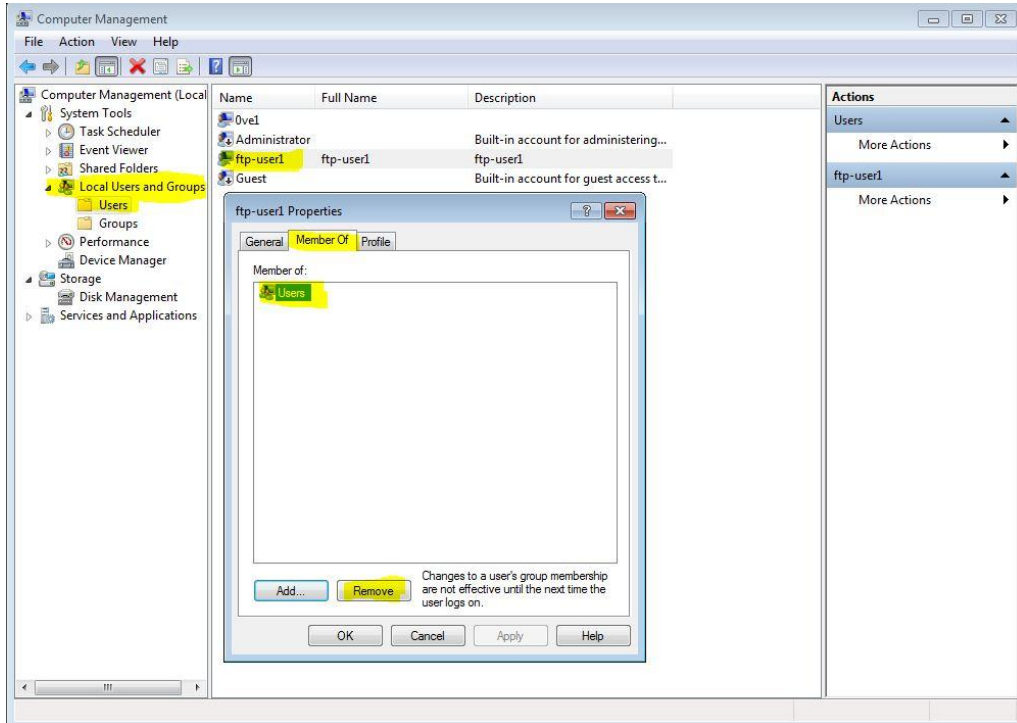 Computer Management
File Action View Help
Computer Management (Local
System Tools
Task Scheduler
Event Viewer
Shared Folders
Local Users and Groups
Users
Groups
Performance
Device Manager
Storage
Disk Management
Services and Applications
Name Full Name Description
0ve1
Administrator Built-in account for administering...
ftp-user1 ftp-user1 ftp-user1
Guest Built-in account for guest access t...
ftp-user1 Properties
General Member Of Profile
Member of:
Users
Add... Remove
Changes to a user's group membership
are not effective until the next time the
user logs on.
OK Cancel Apply Help
Actions
Users
More Actions
ftp-user1
More Actions